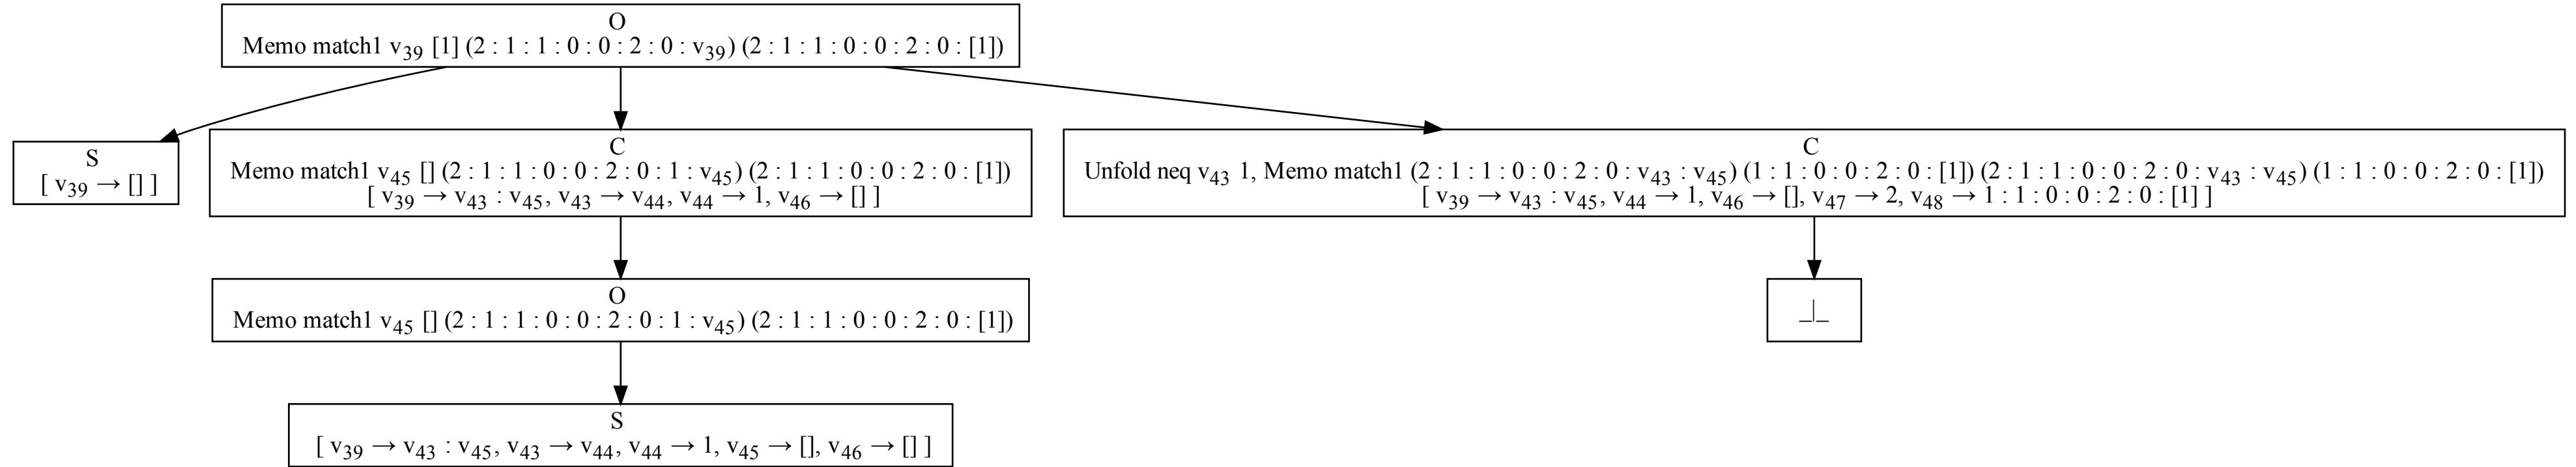 O
Memo match1 v39 [1] (2 : 1 : 1 : 0 : 0 : 2 : 0 : v39) (2 : 1 : 1 : 0 : 0 : 2 : 0 : [1])
S
[ v39 → [] ]
C
Memo match1 v45 [] (2 : 1 : 1 : 0 : 0 : 2 : 0 : 1 : v45) (2 : 1 : 1 : 0 : 0 : 2 : 0 : [1])
[ v39 → v43 : v45, v43 → v44, v44 → 1, v46 → [] ]
C
Unfold neq v43 1, Memo match1 (2 : 1 : 1 : 0 : 0 : 2 : 0 : v43 : v45) (1 : 1 : 0 : 0 : 2 : 0 : [1]) (2 : 1 : 1 : 0 : 0 : 2 : 0 : v43 : v45) (1 : 1 : 0 : 0 : 2 : 0 : [1])
[ v39 → v43 : v45, v44 → 1, v46 → [], v47 → 2, v48 → 1 : 1 : 0 : 0 : 2 : 0 : [1] ]
O
Memo match1 v45 [] (2 : 1 : 1 : 0 : 0 : 2 : 0 : 1 : v45) (2 : 1 : 1 : 0 : 0 : 2 : 0 : [1])
_|_
S
[ v39 → v43 : v45, v43 → v44, v44 → 1, v45 → [], v46 → [] ]